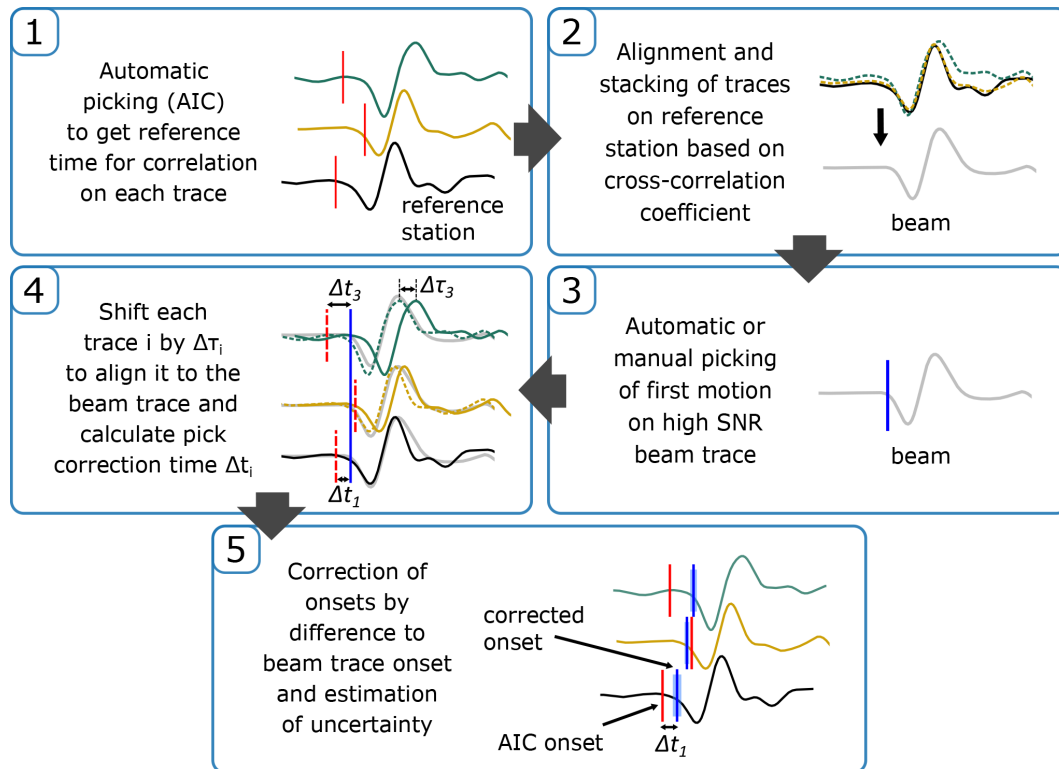 1
Automatic
picking (AIC)
to get reference
time for correlation
on each trace
reference
station
2
Alignment and
stacking of traces
on reference
station based on
cross-correlation
coefficient
beam
3
Automatic or
manual picking
of first motion
on high SNR
beam trace
beam
4
Shift each
trace i by Δτᵢ
to align it to the
beam trace and
calculate pick
correction time Δtᵢ
Δt₃
Δτ₃
Δt₁
5
Correction of
onsets by
difference to
beam trace onset
and estimation
of uncertainty
corrected
onset
AIC onset
Δt₁